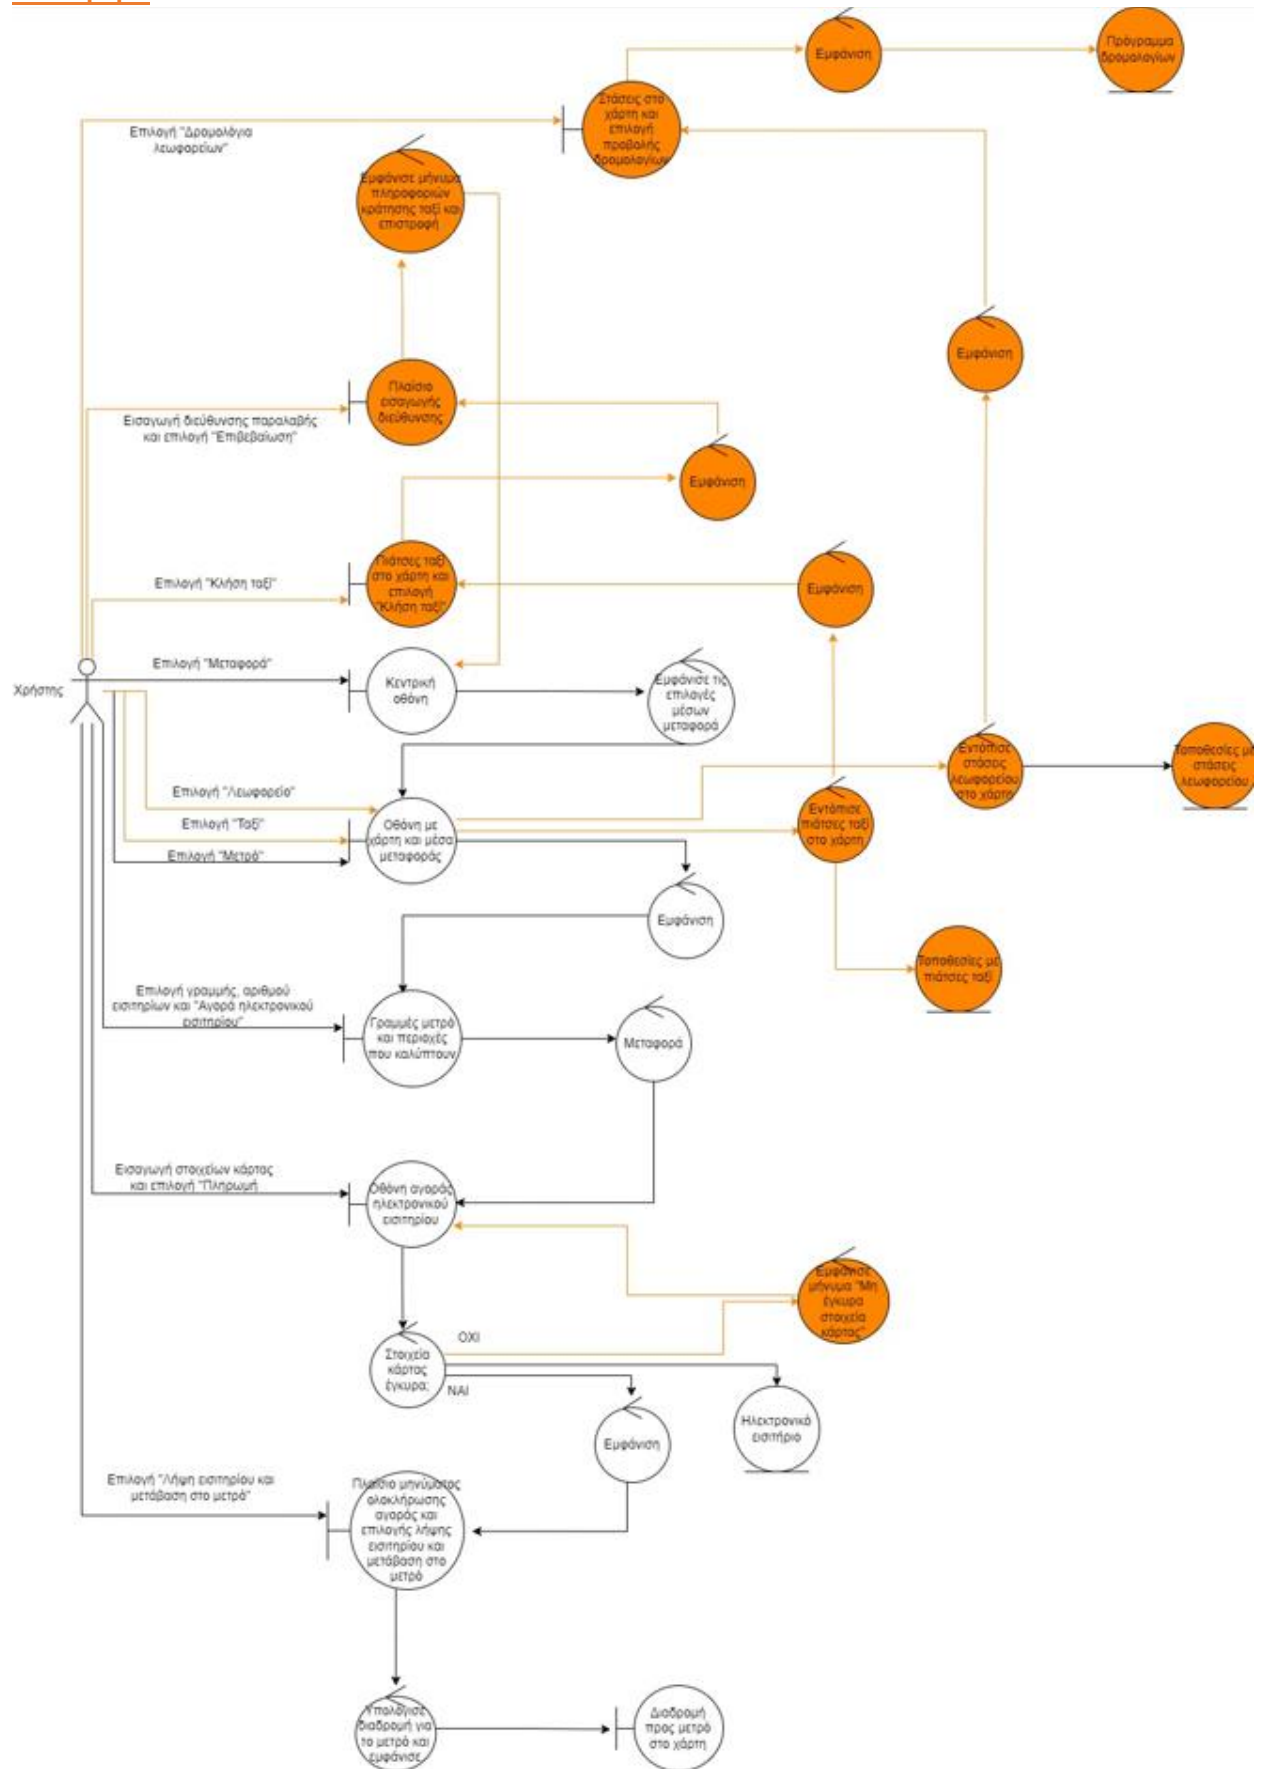 Εμφάνιση
Πρόγραμμα
δρομολογίων
Στάσεις στο
χάρτη και
επιλογή
προβολής
δρομολογίων
Επιλογή "Δρομολόγια
λεωφορείων"
Εμφάνισε μήνυμα
πληροφοριών
κράτησης ταξί και
επιστροφή
Εμφάνιση
Πλαίσιο
εισαγωγής
διεύθυνσης
Εισαγωγή διεύθυνσης παραλαβής
και επιλογή "Επιβεβαίωση"
Εμφάνιση
Πιάτσες ταξί
στο χάρτη και
επιλογή
"Κλήση ταξί"
Επιλογή "Κλήση ταξί"
Εμφάνιση
Επιλογή "Μεταφορά"
Χρήστης
Κεντρική
οθόνη
Εμφάνισε τις
επιλογές
μέσων
μεταφορά
Εντόπισε
στάσεις
λεωφορείου
στο χάρτη
Τοποθεσίες με
στάσεις
λεωφορείου
Επιλογή "Λεωφορείο"
Επιλογή "Ταξί"
Επιλογή "Μετρό"
Οθόνη με
χάρτη και μέσα
μεταφοράς
Εντόπισε
πιάτσες ταξί
στο χάρτη
Εμφάνιση
Τοποθεσίες με
πιάτσες ταξί
Επιλογή γραμμής, αριθμού
εισιτηρίων και "Αγορά ηλεκτρονικού
εισιτηρίου"
Γραμμές μετρό
και περιοχές
που καλύπτουν
Μεταφορά
Εισαγωγή στοιχείων κάρτας
και επιλογή "Πληρωμή
Οθόνη αγοράς
ηλεκτρονικού
εισιτηρίου
Εμφάνισε
μήνυμα "Μη
έγκυρα
στοιχεία
κάρτας"
ΟΧΙ
Στοιχεία
κάρτας
έγκυρα;
ΝΑΙ
Ηλεκτρονικό
εισιτήριο
Εμφάνιση
Επιλογή "Λήψη εισιτηρίου και
μετάβαση στο μετρό"
Πλαίσιο μηνύματος
ολοκλήρωσης
αγοράς και
επιλογής λήψης
εισιτηρίου και
μετάβαση στο
μετρό
Υπολόγισε
διαδρομή για
το μετρό και
εμφάνισε
Διαδρομή
προς μετρό
στο χάρτη